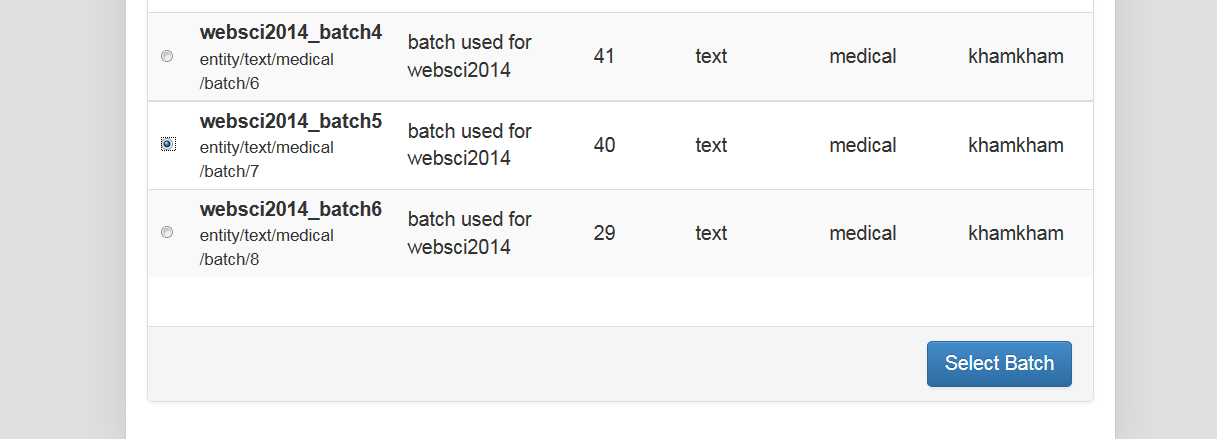 websci2014_batch4
entity/text/medical
/batch/6
batch used for
websci2014
41
text
medical
khamkham
websci2014_batch5
entity/text/medical
/batch/7
batch used for
websci2014
40
text
medical
khamkham
websci2014_batch6
entity/text/medical
/batch/8
batch used for
websci2014
29
text
medical
khamkham
Select Batch